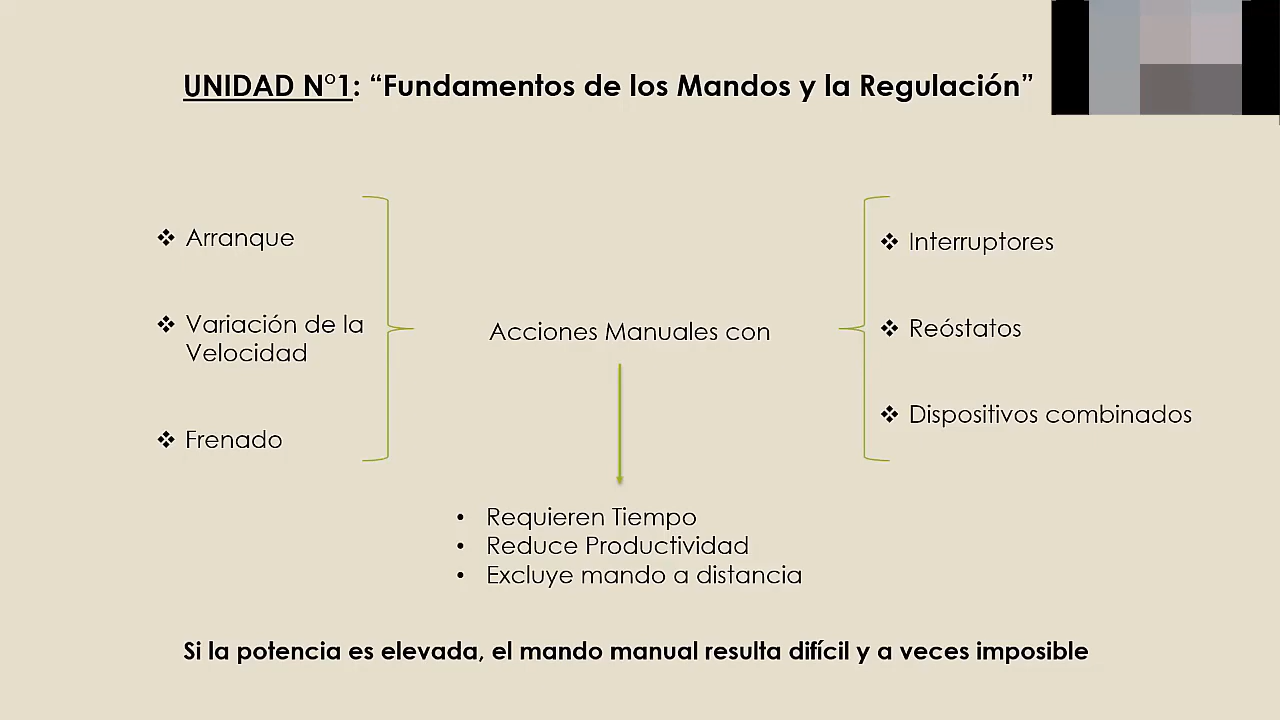 UNIDAD N°1: “Fundamentos de los Mandos y la Regulación”
❖ Arranque
❖ Variación de la
Velocidad
❖ Frenado
Acciones Manuales con
❖ Interruptores
❖ Reóstatos
❖ Dispositivos combinados
• Requieren Tiempo
• Reduce Productividad
• Excluye mando a distancia
Si la potencia es elevada, el mando manual resulta difícil y a veces imposible